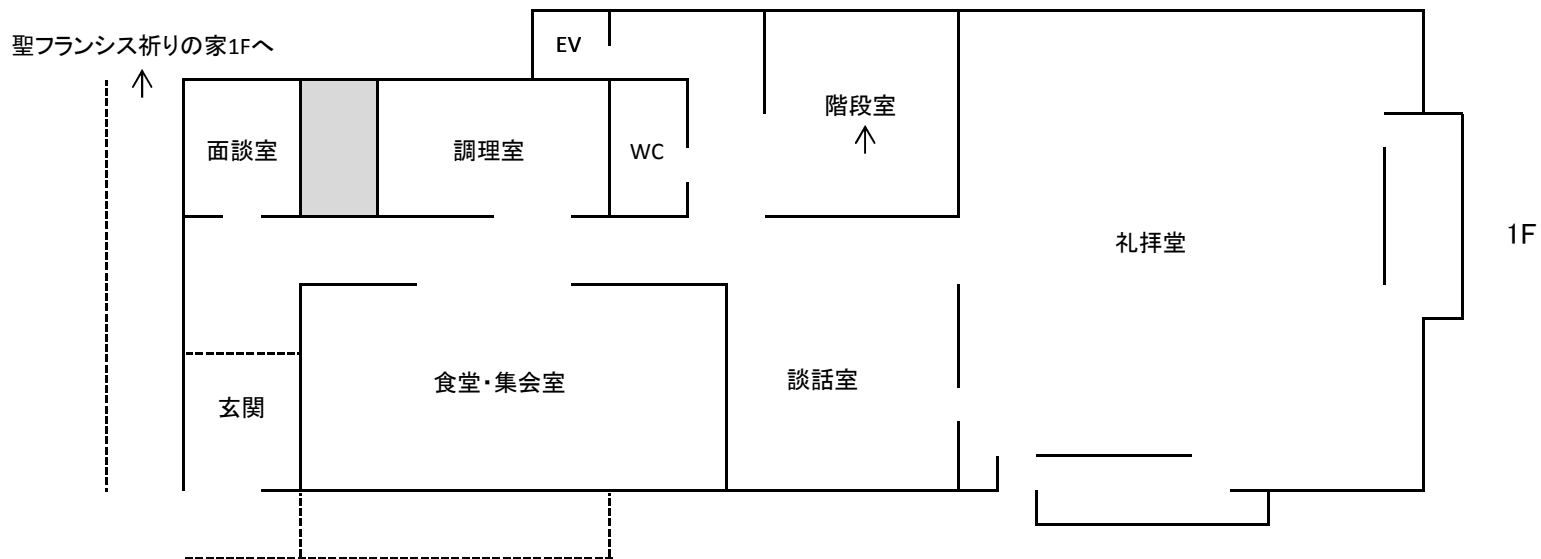 聖フランシス祈りの家1Fへ
EV
面談室
調理室
WC
階段室
礼拝堂
1F
玄関
食堂・集会室
談話室